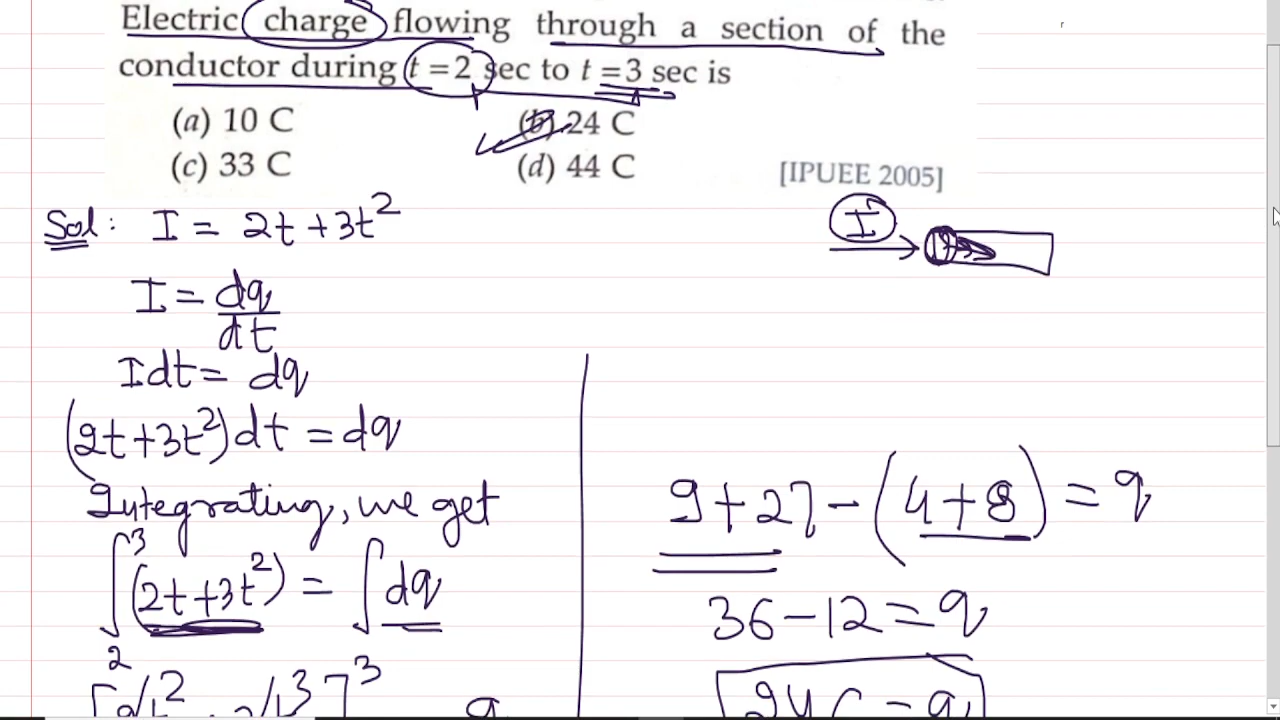 Electric charge flowing through a section of the
conductor during t = 2 sec to t = 3 sec is
(a) 10 C (b) 24 C
(c) 33 C (d) 44 C
[IPUEE 2005]
Sol: I = 2t + 3t²
I
I = dq/dt
Idt = dq
(2t+3t²)dt = dq
Integrating, we get
∫₂³ (2t+3t²) = ∫dq
9+27-(4+8) = q
36-12 = q
24C = q